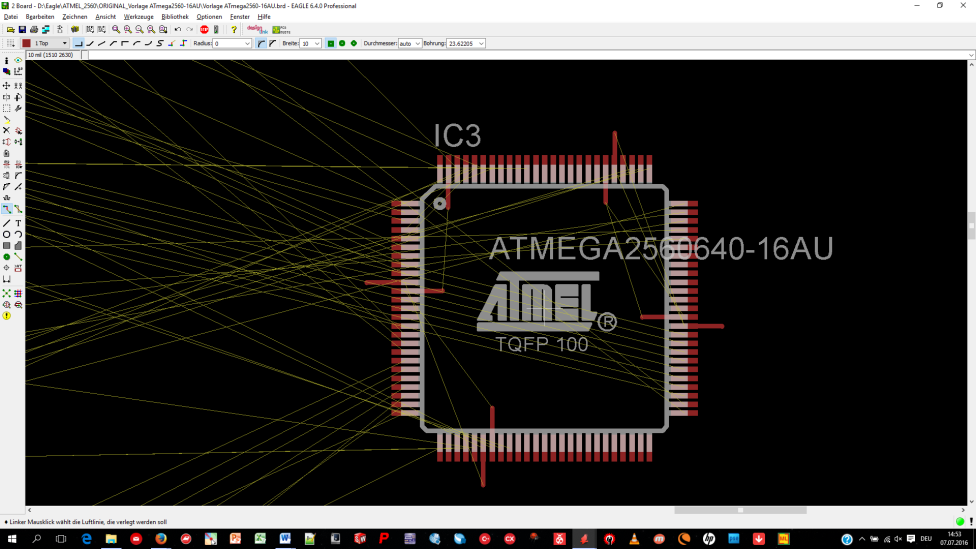 2 Board - D:\Eagla\ATMEL_2560\ORIGINAL_Vorlage ATmega2560-16AU\Vorlage ATmega2560-16AU.brd - EAGLE 6.4.0 Professional
Datei Bearbeiten Zeichnen Ansicht Werkzeuge Bibliothek Optionen Fenster Hilfe
1 Top Radius: 0 Breite: 10 Durchmesser: auto Bohrung: 23.62205
10 mil (1510 2630)
IC3
ATMEGA2560640-16AU
ATMEL
®
TQFP 100
Linker Mausklick wählt die Luftlinie, die verlegt werden soll
DEU
14:53
07.07.2016